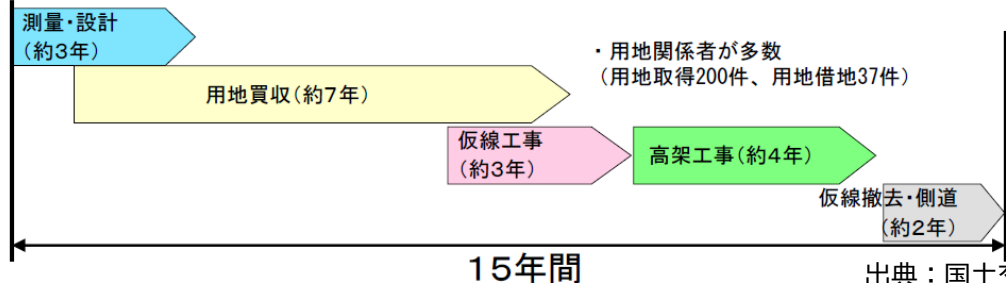 測量・設計
(約3年)
・用地関係者が多数
(用地取得200件、用地借地37件)
用地買収(約7年)
仮線工事
(約3年)
高架工事(約4年)
仮線撤去・側道
(約2年)
15年間
出典：国土